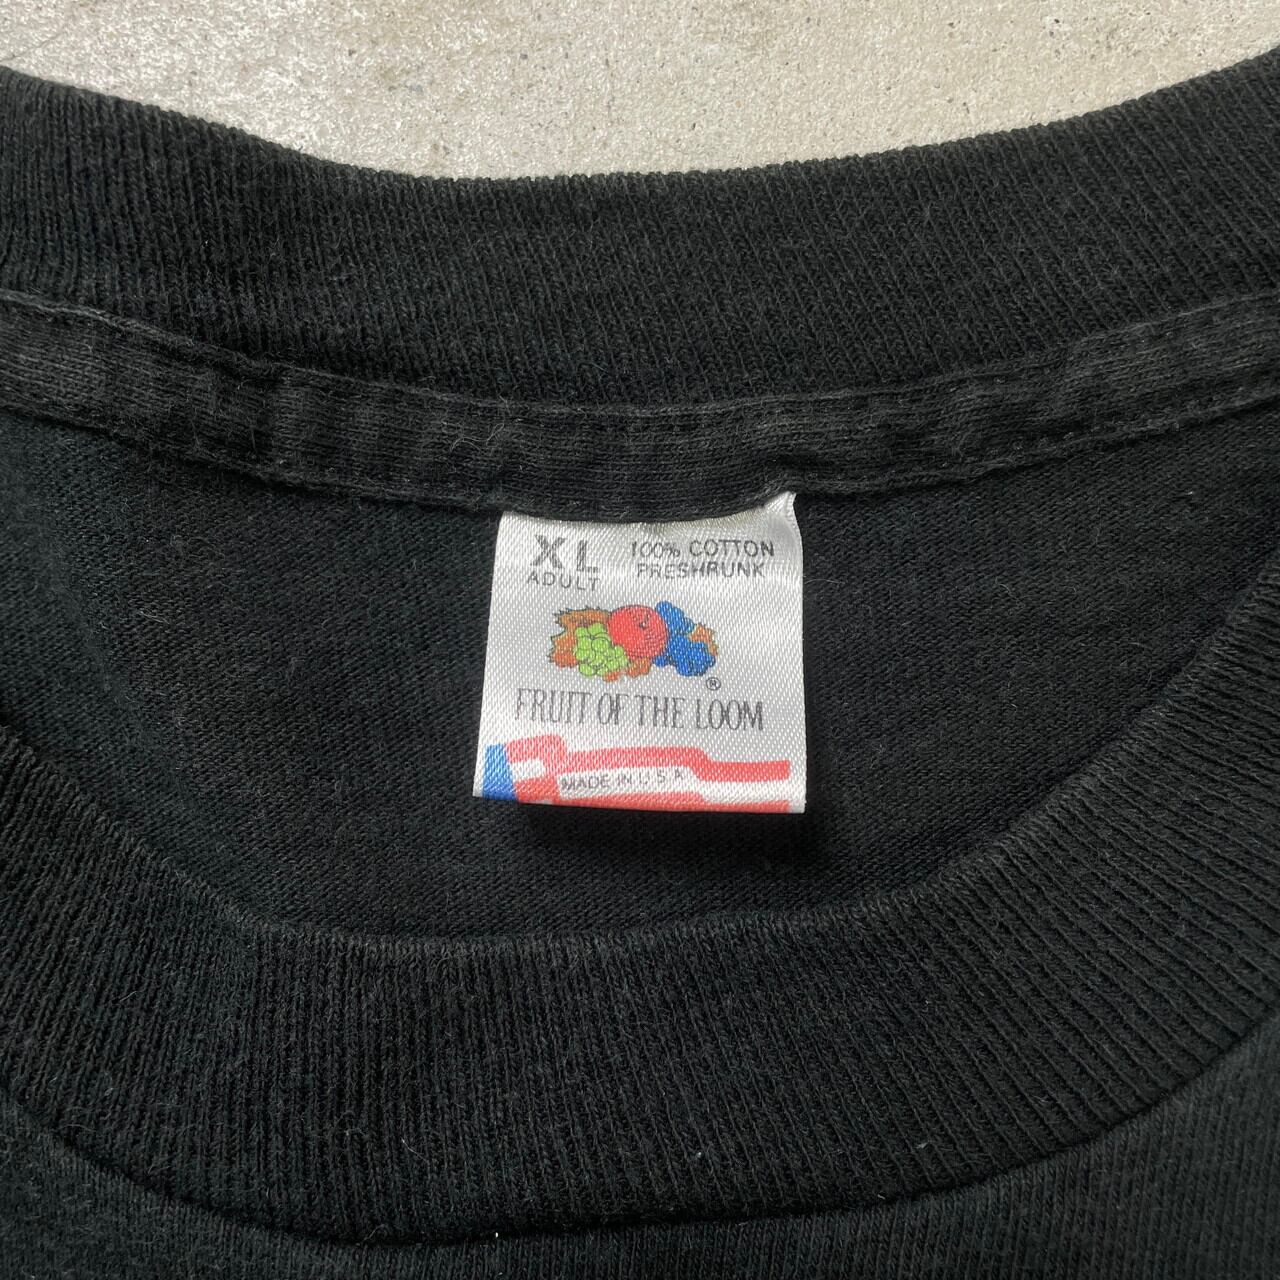 XL
ADULT
100% COTTON
PRESHRUNK
®
FRUIT OF THE LOOM
MADE IN U.S.A